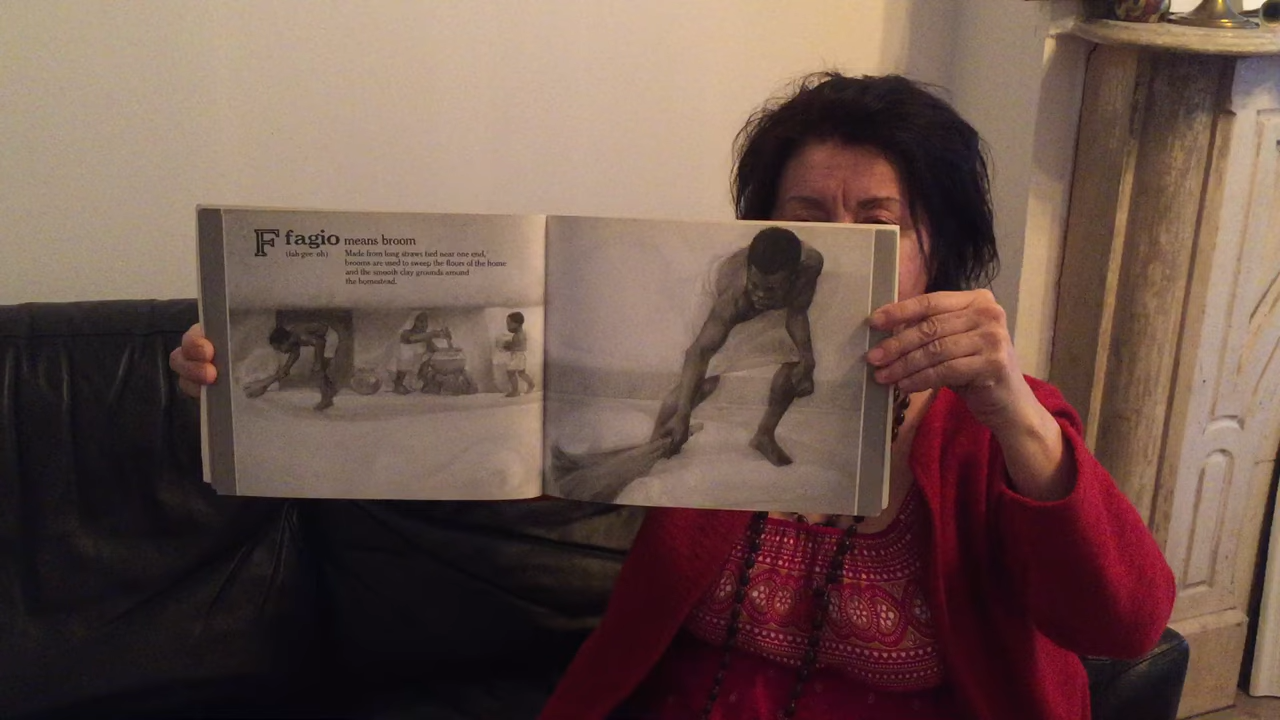 F fagio means broom
(fah·gee·oh)
Made from long straws tied near one end,
brooms are used to sweep the floors of the home
and the smooth clay grounds around
the homestead.